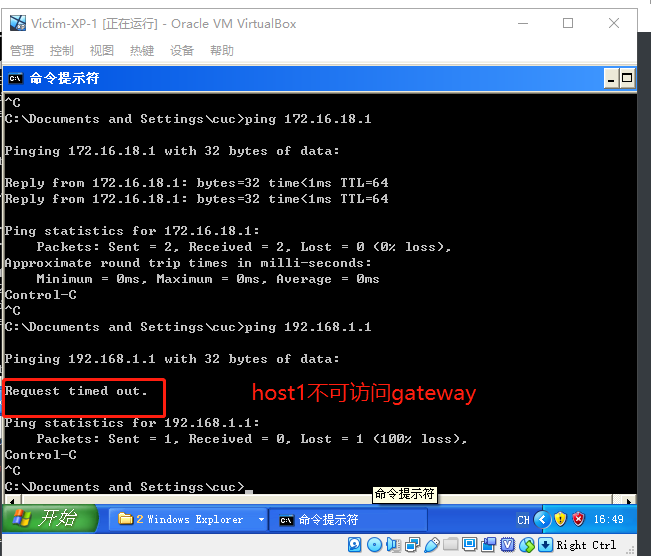 Victim-XP-1 [正在运行] - Oracle VM VirtualBox
管理 控制 视图 热键 设备 帮助
C:\ 命令提示符
^C
C:\Documents and Settings\cuc>ping 172.16.18.1
Pinging 172.16.18.1 with 32 bytes of data:
Reply from 172.16.18.1: bytes=32 time<1ms TTL=64
Reply from 172.16.18.1: bytes=32 time<1ms TTL=64
Ping statistics for 172.16.18.1:
Packets: Sent = 2, Received = 2, Lost = 0 (0% loss),
Approximate round trip times in milli-seconds:
Minimum = 0ms, Maximum = 0ms, Average = 0ms
Control-C
^C
C:\Documents and Settings\cuc>ping 192.168.1.1
Pinging 192.168.1.1 with 32 bytes of data:
Request timed out.
host1不可访问gateway
Ping statistics for 192.168.1.1:
Packets: Sent = 1, Received = 0, Lost = 1 (100% loss),
Control-C
^C
C:\Documents and Settings\cuc>
命令提示符
开始 2 Windows Explorer C:\ 命令提示符 CH 16:49
Right Ctrl